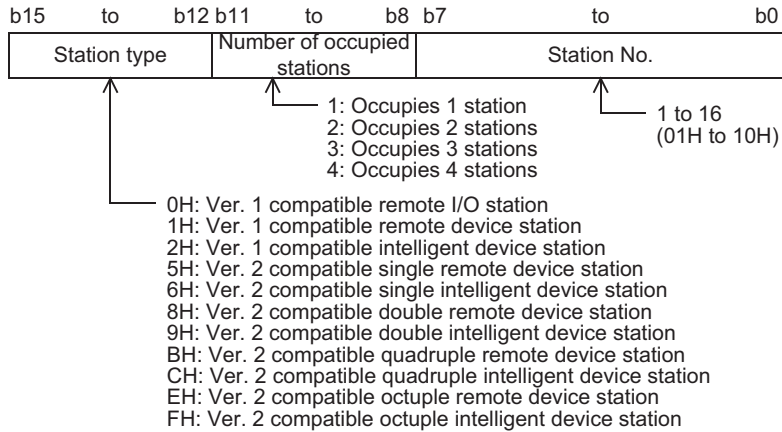 b15 to b12 b11 to b8 b7 to b0
Station type
Number of occupied
stations
Station No.
1: Occupies 1 station
2: Occupies 2 stations
3: Occupies 3 stations
4: Occupies 4 stations
1 to 16
(01H to 10H)
0H: Ver. 1 compatible remote I/O station
1H: Ver. 1 compatible remote device station
2H: Ver. 1 compatible intelligent device station
5H: Ver. 2 compatible single remote device station
6H: Ver. 2 compatible single intelligent device station
8H: Ver. 2 compatible double remote device station
9H: Ver. 2 compatible double intelligent device station
BH: Ver. 2 compatible quadruple remote device station
CH: Ver. 2 compatible quadruple intelligent device station
EH: Ver. 2 compatible octuple remote device station
FH: Ver. 2 compatible octuple intelligent device station